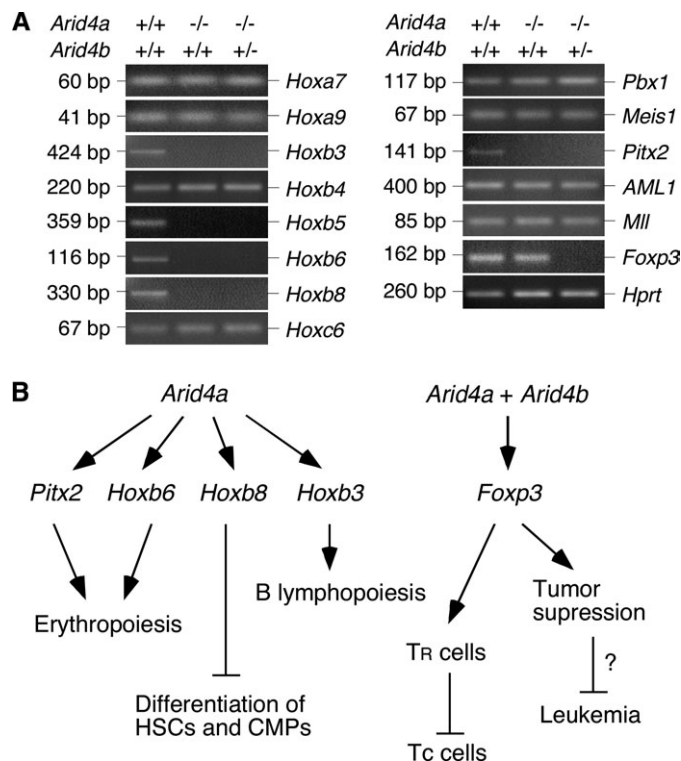 A
Arid4a +/+ -/- -/-
Arid4b +/+ +/+ +/-
60 bp Hoxa7
41 bp Hoxa9
424 bp Hoxb3
220 bp Hoxb4
359 bp Hoxb5
116 bp Hoxb6
330 bp Hoxb8
67 bp Hoxc6
Arid4a +/+ -/- -/-
Arid4b +/+ +/+ +/-
117 bp Pbx1
67 bp Meis1
141 bp Pitx2
400 bp AML1
85 bp Mll
162 bp Foxp3
260 bp Hprt
B
Arid4a
Pitx2 Hoxb6 Hoxb8 Hoxb3
Erythropoiesis
B lymphopoiesis
Differentiation of
HSCs and CMPs
Arid4a + Arid4b
Foxp3
Tumor
supression
TR cells
?
Leukemia
Tc cells